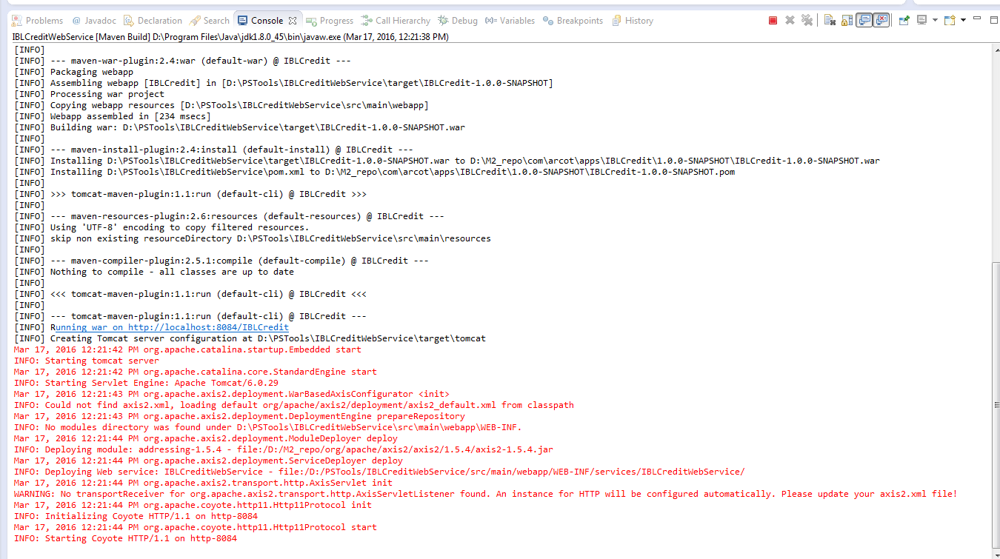 Problems @ Javadoc Declaration Search Console Progress Call Hierarchy Debug (x)= Variables Breakpoints History
IBLCreditWebService [Maven Build] D:\Program Files\Java\jdk1.8.0_45\bin\javaw.exe (Mar 17, 2016, 12:21:38 PM)
[INFO]
[INFO] --- maven-war-plugin:2.4:war (default-war) @ IBLCredit ---
[INFO] Packaging webapp
[INFO] Assembling webapp [IBLCredit] in [D:\PSTools\IBLCreditWebService\target\IBLCredit-1.0.0-SNAPSHOT]
[INFO] Processing war project
[INFO] Copying webapp resources [D:\PSTools\IBLCreditWebService\src\main\webapp]
[INFO] Webapp assembled in [234 msecs]
[INFO] Building war: D:\PSTools\IBLCreditWebService\target\IBLCredit-1.0.0-SNAPSHOT.war
[INFO]
[INFO] --- maven-install-plugin:2.4:install (default-install) @ IBLCredit ---
[INFO] Installing D:\PSTools\IBLCreditWebService\target\IBLCredit-1.0.0-SNAPSHOT.war to D:\M2_repo\com\arcot\apps\IBLCredit\1.0.0-SNAPSHOT\IBLCredit-1.0.0-SNAPSHOT.war
[INFO] Installing D:\PSTools\IBLCreditWebService\pom.xml to D:\M2_repo\com\arcot\apps\IBLCredit\1.0.0-SNAPSHOT\IBLCredit-1.0.0-SNAPSHOT.pom
[INFO]
[INFO] >>> tomcat-maven-plugin:1.1:run (default-cli) @ IBLCredit >>>
[INFO]
[INFO] --- maven-resources-plugin:2.6:resources (default-resources) @ IBLCredit ---
[INFO] Using 'UTF-8' encoding to copy filtered resources.
[INFO] skip non existing resourceDirectory D:\PSTools\IBLCreditWebService\src\main\resources
[INFO]
[INFO] --- maven-compiler-plugin:2.5.1:compile (default-compile) @ IBLCredit ---
[INFO] Nothing to compile - all classes are up to date
[INFO]
[INFO] <<< tomcat-maven-plugin:1.1:run (default-cli) @ IBLCredit <<<
[INFO]
[INFO] --- tomcat-maven-plugin:1.1:run (default-cli) @ IBLCredit ---
[INFO] Running war on http://localhost:8084/IBLCredit
[INFO] Creating Tomcat server configuration at D:\PSTools\IBLCreditWebService\target\tomcat
Mar 17, 2016 12:21:42 PM org.apache.catalina.startup.Embedded start
INFO: Starting tomcat server
Mar 17, 2016 12:21:42 PM org.apache.catalina.core.StandardEngine start
INFO: Starting Servlet Engine: Apache Tomcat/6.0.29
Mar 17, 2016 12:21:43 PM org.apache.axis2.deployment.WarBasedAxisConfigurator <init>
INFO: Could not find axis2.xml, loading default org/apache/axis2/deployment/axis2_default.xml from classpath
Mar 17, 2016 12:21:43 PM org.apache.axis2.deployment.DeploymentEngine prepareRepository
INFO: No modules directory was found under D:\PSTools\IBLCreditWebService\src\main\webapp\WEB-INF.
Mar 17, 2016 12:21:44 PM org.apache.axis2.deployment.ModuleDeployer deploy
INFO: Deploying module: addressing-1.5.4 - file:/D:/M2_repo/org/apache/axis2/axis2/1.5.4/axis2-1.5.4.jar
Mar 17, 2016 12:21:44 PM org.apache.axis2.deployment.ServiceDeployer deploy
INFO: Deploying Web service: IBLCreditWebService - file:/D:/PSTools/IBLCreditWebService/src/main/webapp/WEB-INF/services/IBLCreditWebService/
Mar 17, 2016 12:21:44 PM org.apache.axis2.transport.http.AxisServlet init
WARNING: No transportReceiver for org.apache.axis2.transport.http.AxisServletListener found. An instance for HTTP will be configured automatically. Please update your axis2.xml file!
Mar 17, 2016 12:21:44 PM org.apache.coyote.http11.Http11Protocol init
INFO: Initializing Coyote HTTP/1.1 on http-8084
Mar 17, 2016 12:21:44 PM org.apache.coyote.http11.Http11Protocol start
INFO: Starting Coyote HTTP/1.1 on http-8084